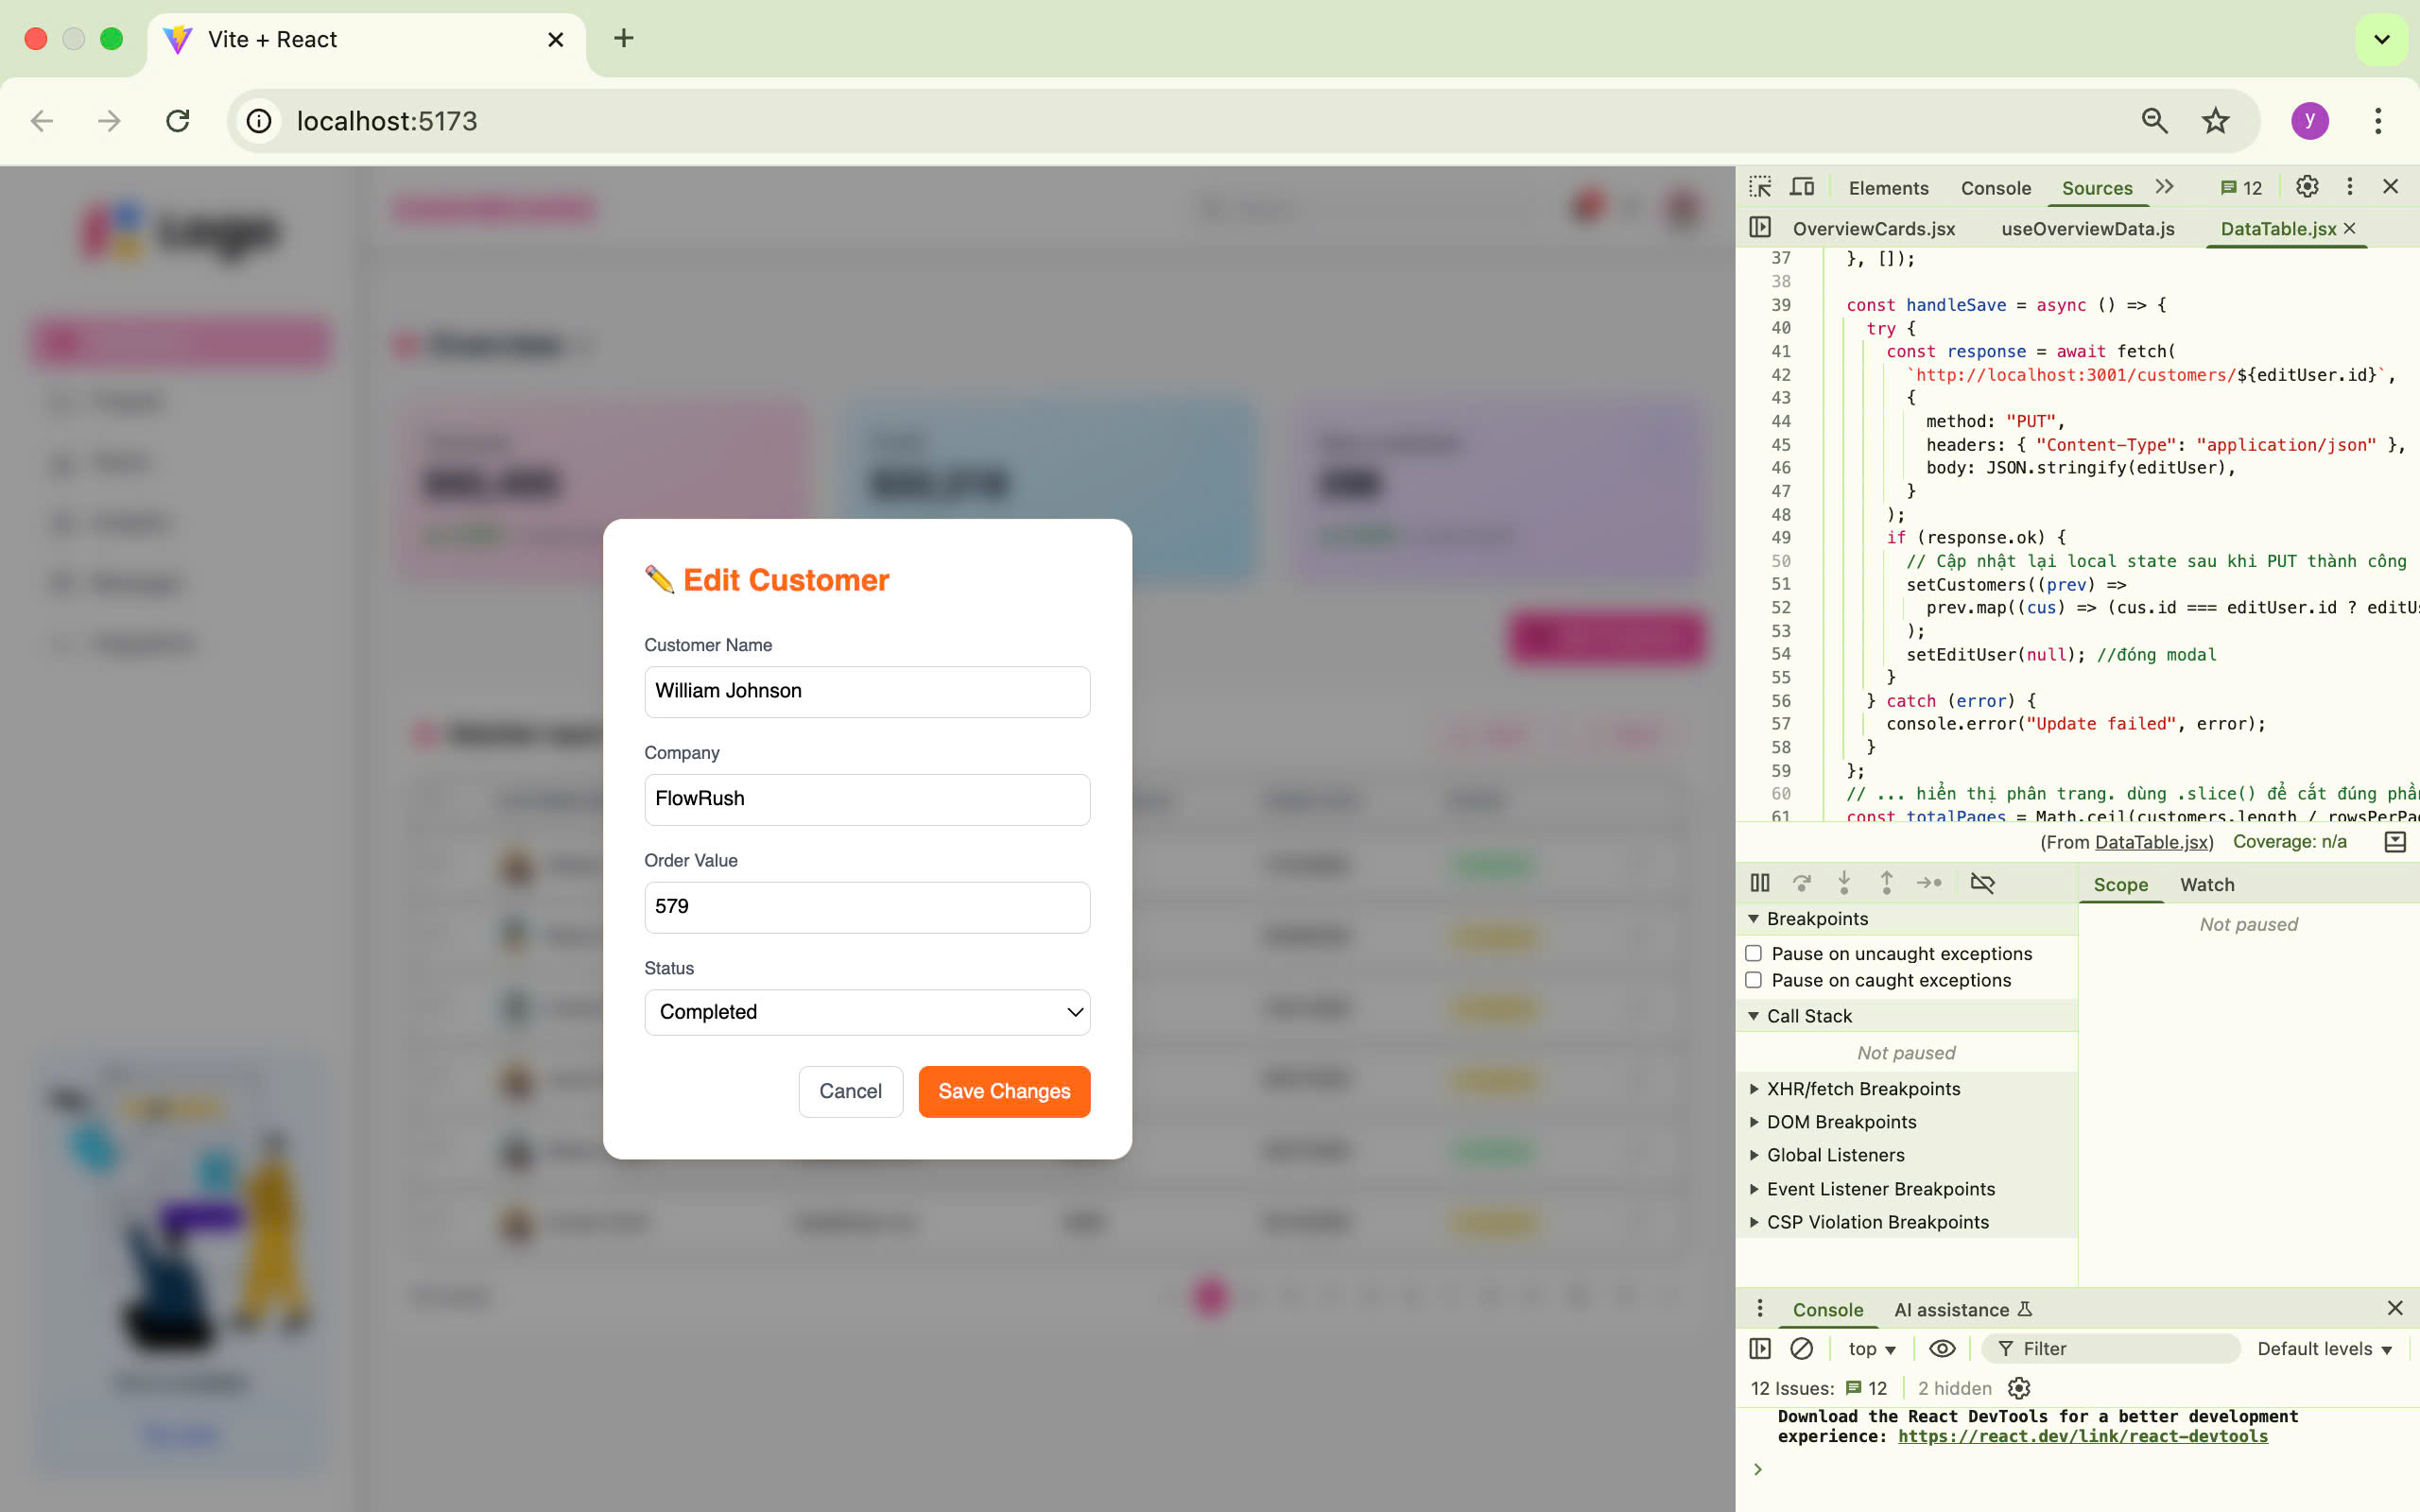 Vite + React
localhost:5173
y
Logo
Overview
✏️ Edit Customer
Customer Name
William Johnson
Company
FlowRush
Order Value
579
Status
Completed
Cancel
Save Changes
Elements
Console
Sources
12
OverviewCards.jsx
useOverviewData.js
DataTable.jsx
37 }, []);
38
39 const handleSave = async () => {
40 try {
41 const response = await fetch(
42 `http://localhost:3001/customers/${editUser.id}`,
43 {
44 method: "PUT",
45 headers: { "Content-Type": "application/json" },
46 body: JSON.stringify(editUser),
47 }
48 );
49 if (response.ok) {
50 // Cập nhật lại local state sau khi PUT thành công
51 setCustomers((prev) =>
52 prev.map((cus) => (cus.id === editUser.id ? editU
53 );
54 setEditUser(null); //đóng modal
55 }
56 } catch (error) {
57 console.error("Update failed", error);
58 }
59 };
60 // ... hiển thị phân trang. dùng .slice() để cắt đúng phầ
61 const totalPages = Math.ceil(customers.length / rowsPerPa
(From DataTable.jsx) Coverage: n/a
Scope
Watch
Not paused
Breakpoints
Pause on uncaught exceptions
Pause on caught exceptions
Call Stack
Not paused
XHR/fetch Breakpoints
DOM Breakpoints
Global Listeners
Event Listener Breakpoints
CSP Violation Breakpoints
Console
AI assistance
top
Filter
Default levels
12 Issues: 12
2 hidden
Download the React DevTools for a better development
experience: https://react.dev/link/react-devtools